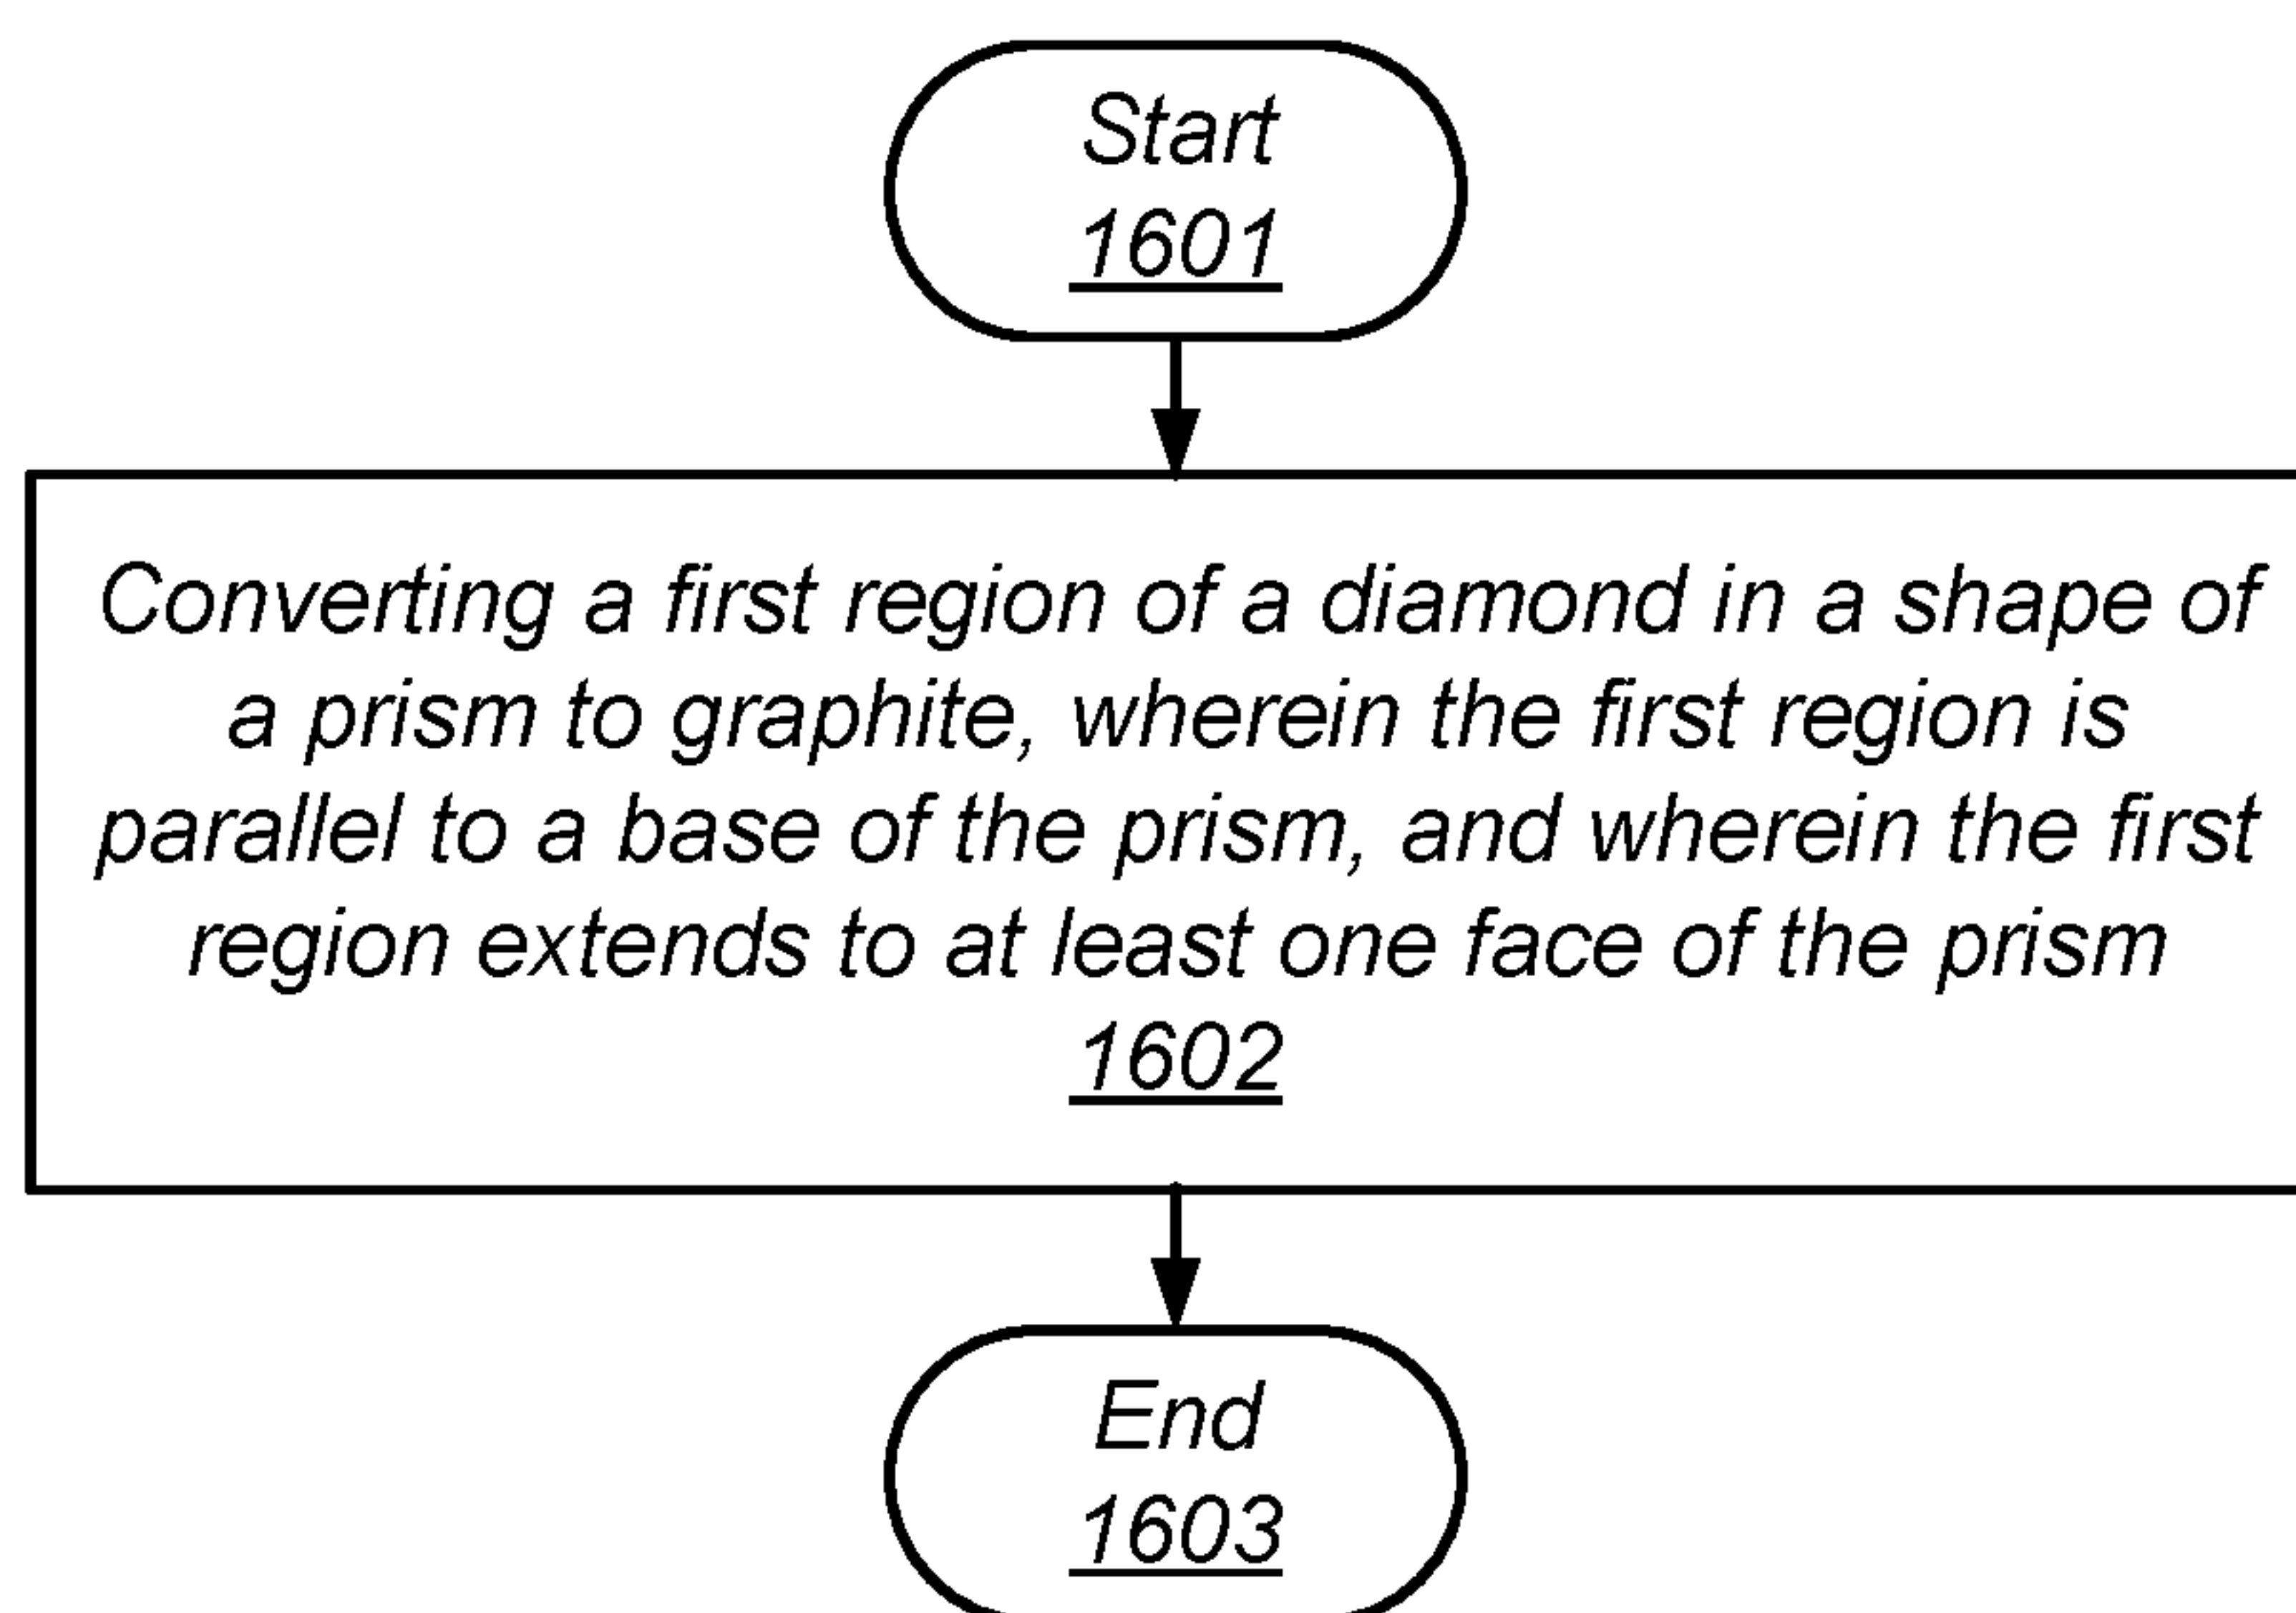 Start
1601
Converting a first region of a diamond in a shape of
a prism to graphite, wherein the first region is
parallel to a base of the prism, and wherein the first
region extends to at least one face of the prism
1602
End
1603